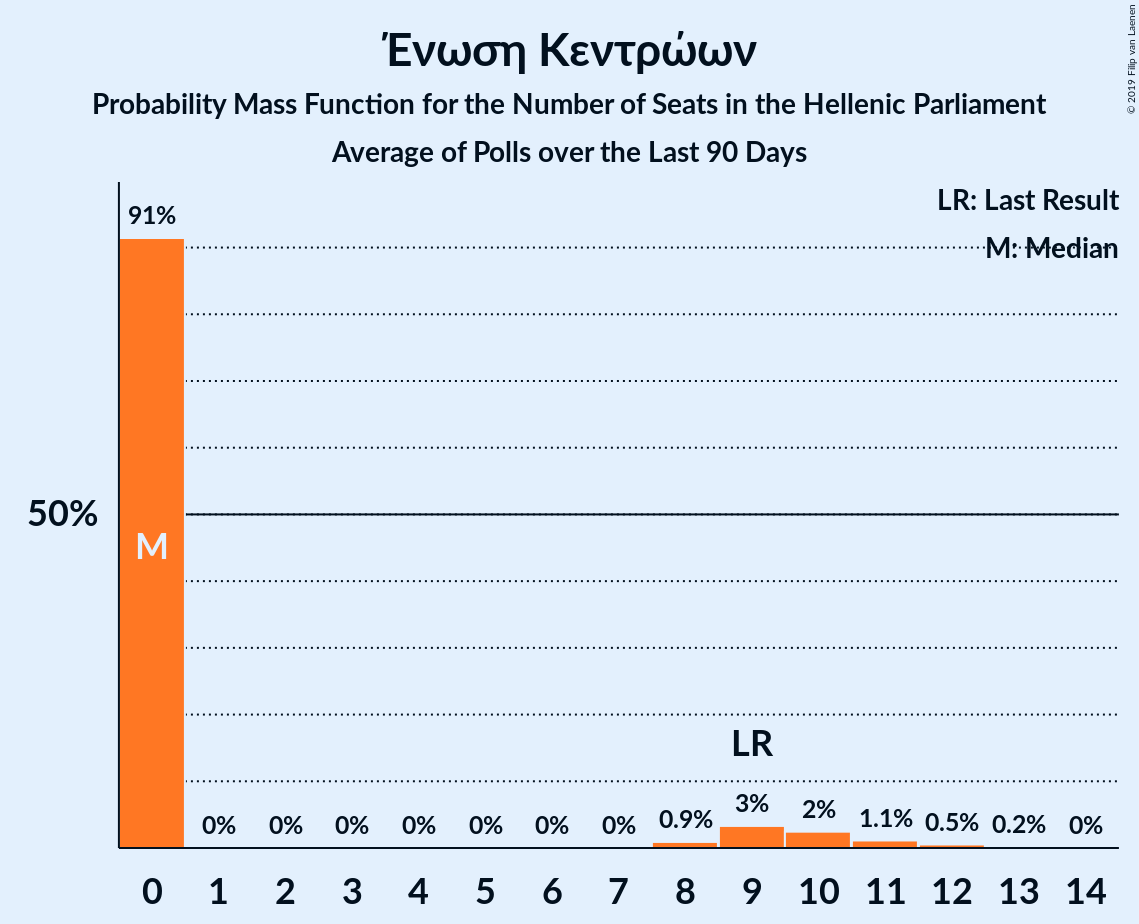 Ένωση Κεντρώων
Probability Mass Function for the Number of Seats in the Hellenic Parliament
Average of Polls over the Last 90 Days
© 2019 Filip van Laenen
LR: Last Result
M: Median
91%
50%
M
LR
0% 0% 0% 0% 0% 0% 0% 0.9% 3% 2% 1.1% 0.5% 0.2% 0%
0 1 2 3 4 5 6 7 8 9 10 11 12 13 14